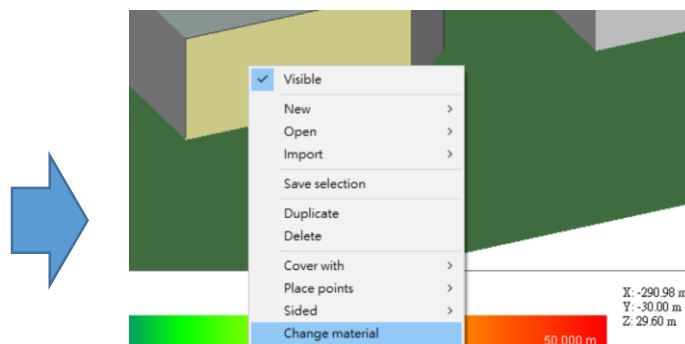 Visible
New
Open
Import
Save selection
Duplicate
Delete
Cover with
Place points
Sided
Change material
X: -290.98 m
Y: -30.00 m
Z: 29.60 m
50.000 m